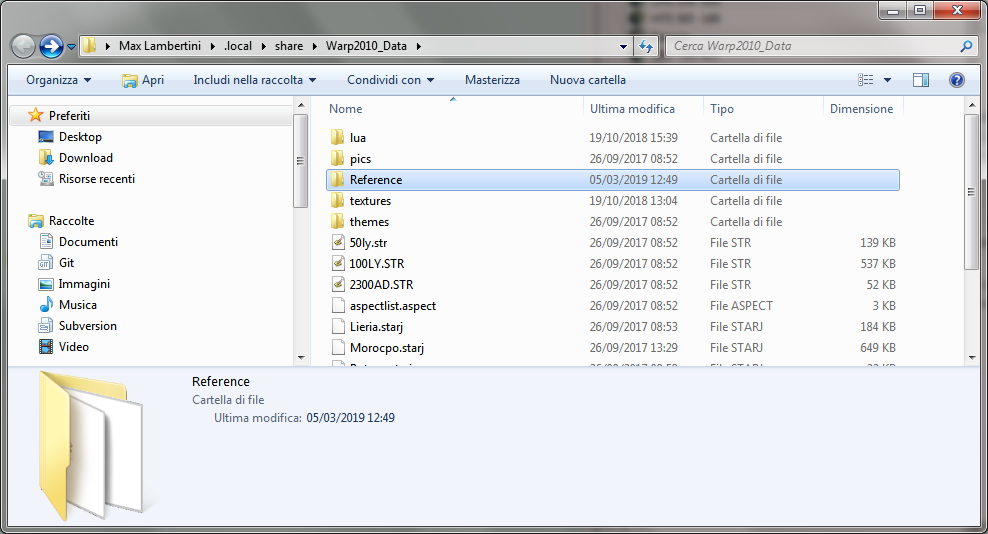 Max Lambertini ▸ .local ▸ share ▸ Warp2010_Data ▸
Cerca Warp2010_Data
Organizza Apri Includi nella raccolta Condividi con Masterizza Nuova cartella
Preferiti
Desktop
Download
Risorse recenti
Raccolte
Documenti
Git
Immagini
Musica
Subversion
Video
Nome Ultima modifica Tipo Dimensione
lua 19/10/2018 15:39 Cartella di file
pics 26/09/2017 08:52 Cartella di file
Reference 05/03/2019 12:49 Cartella di file
textures 19/10/2018 13:04 Cartella di file
themes 26/09/2017 08:52 Cartella di file
50ly.str 26/09/2017 08:52 File STR 139 KB
100LY.STR 26/09/2017 08:52 File STR 537 KB
2300AD.STR 26/09/2017 08:52 File STR 52 KB
aspectlist.aspect 26/09/2017 08:52 File ASPECT 3 KB
Lieria.starj 26/09/2017 08:53 File STARJ 184 KB
Morocpo.starj 26/09/2017 13:29 File STARJ 649 KB
Reference
Cartella di file
Ultima modifica: 05/03/2019 12:49